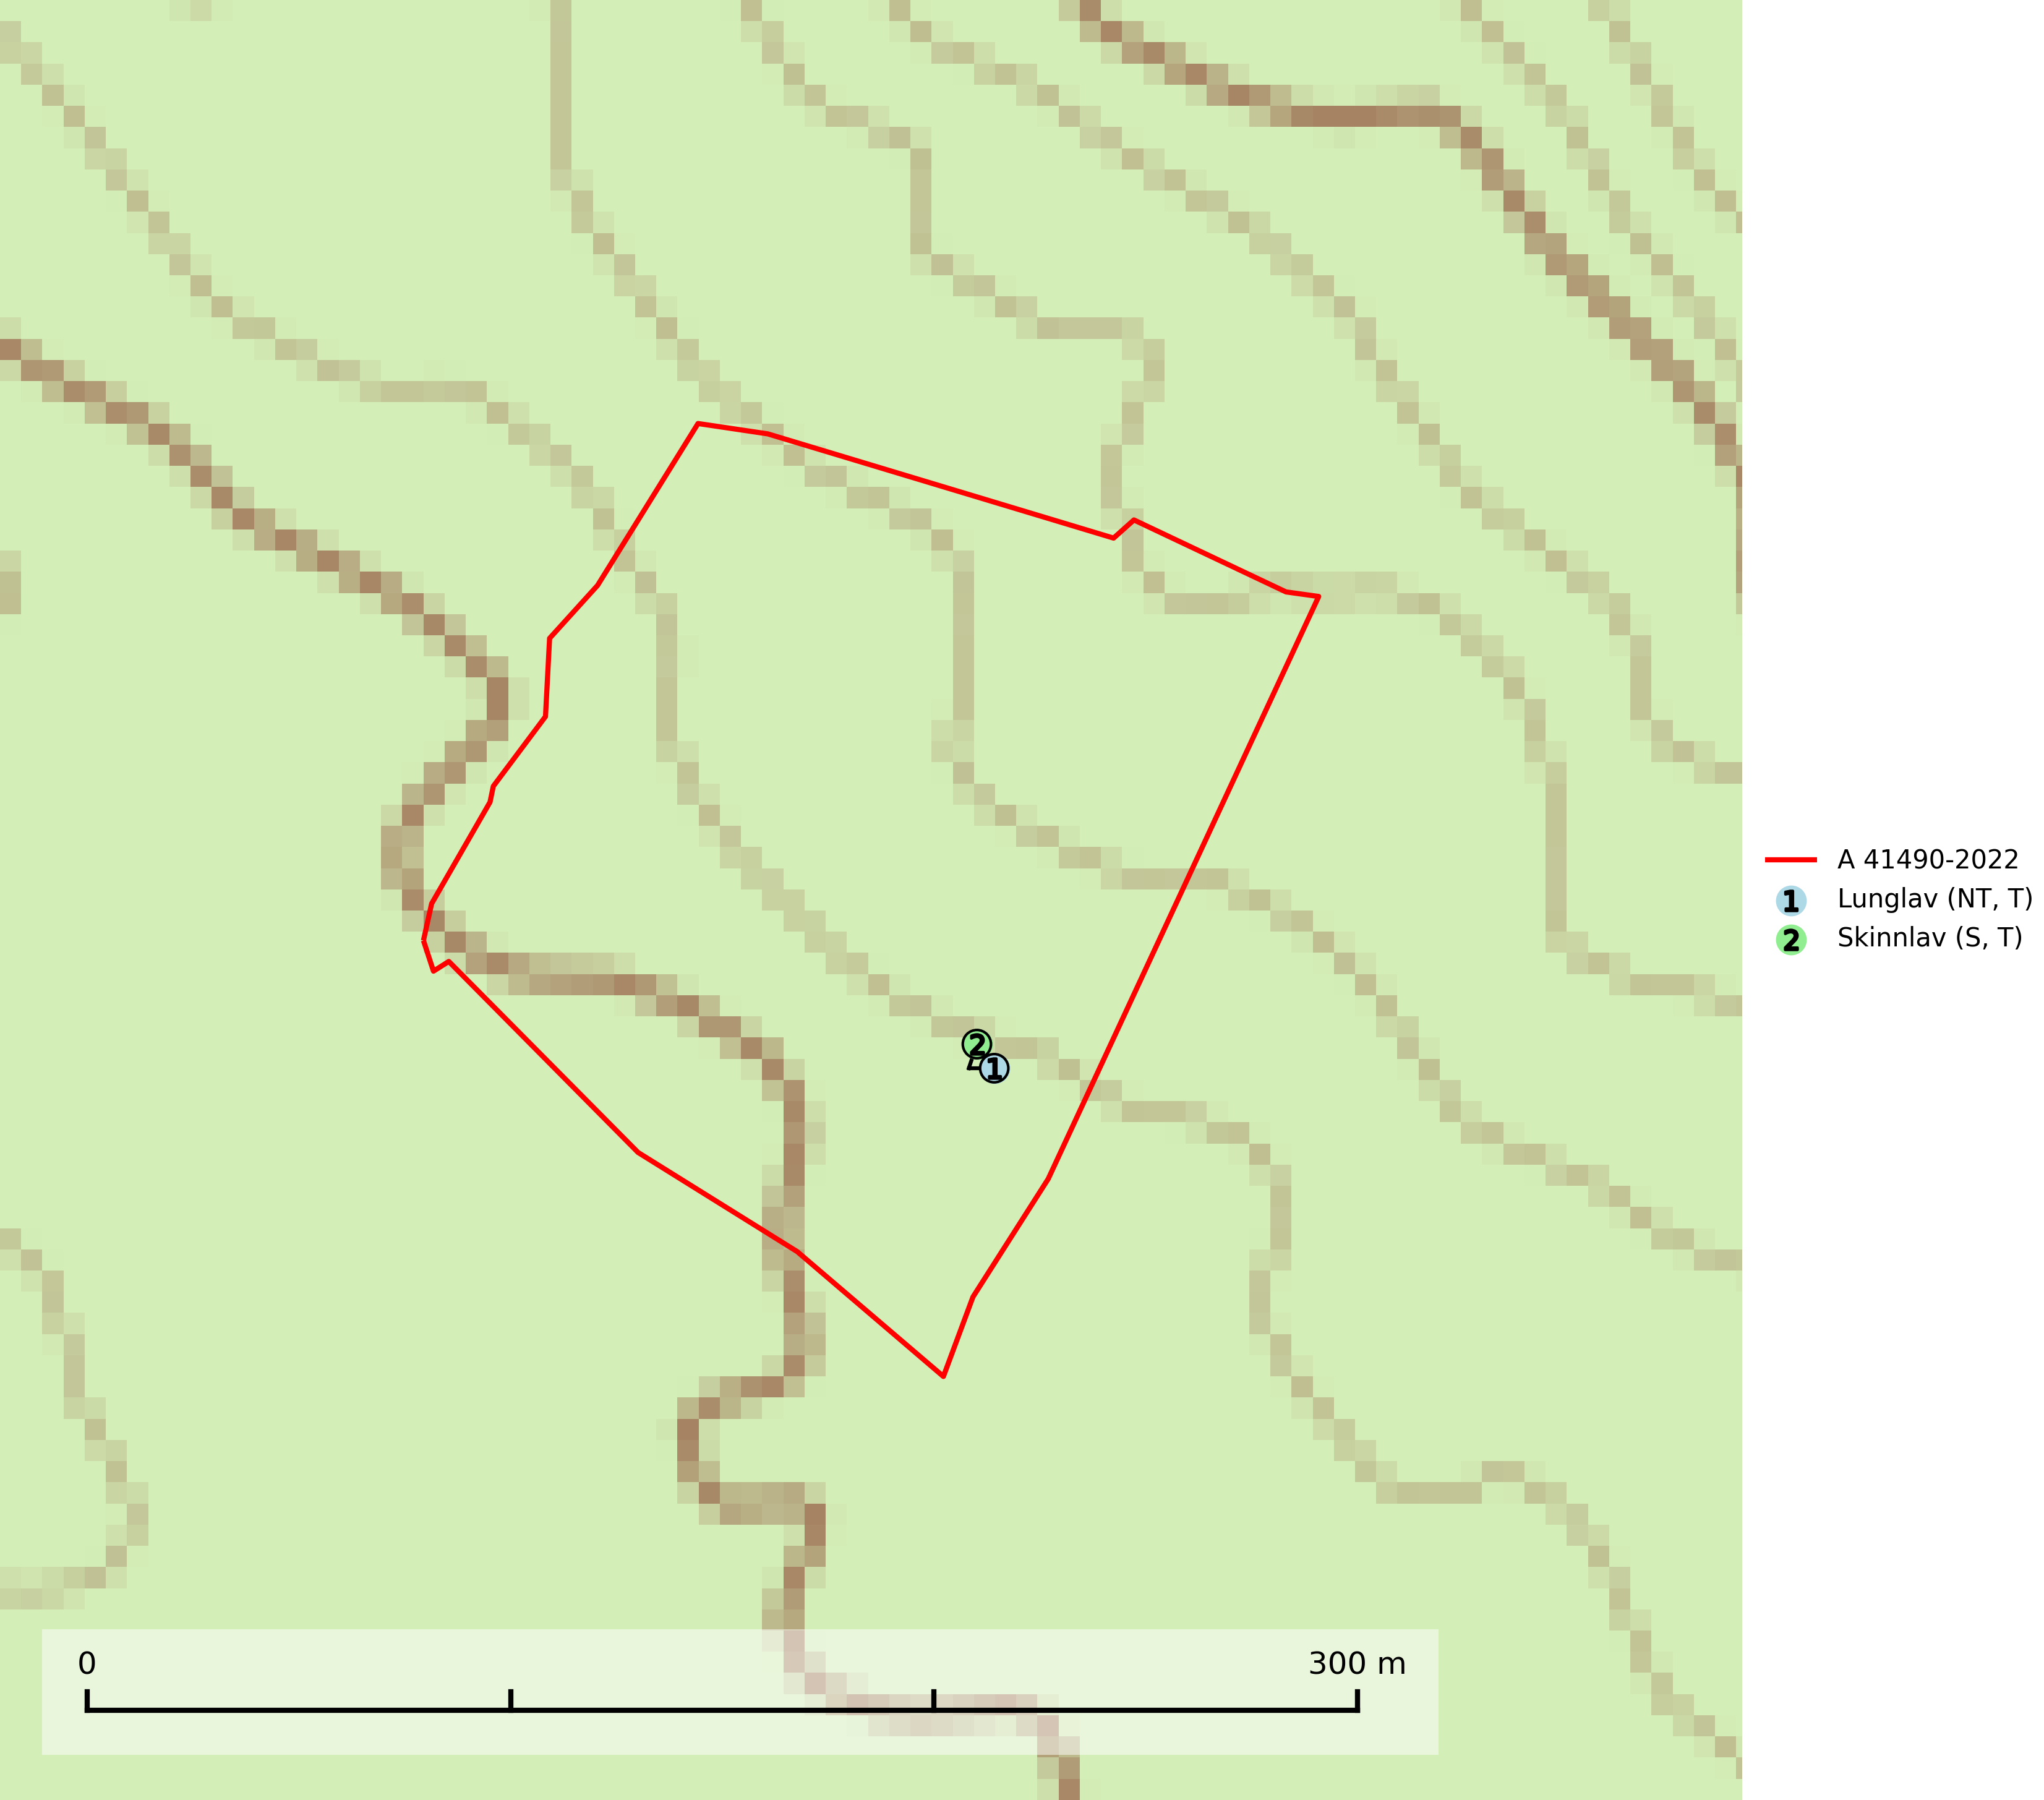 A 41490-2022
1 Lunglav (NT, T)
2 Skinnlav (S, T)
2
1
0 300 m